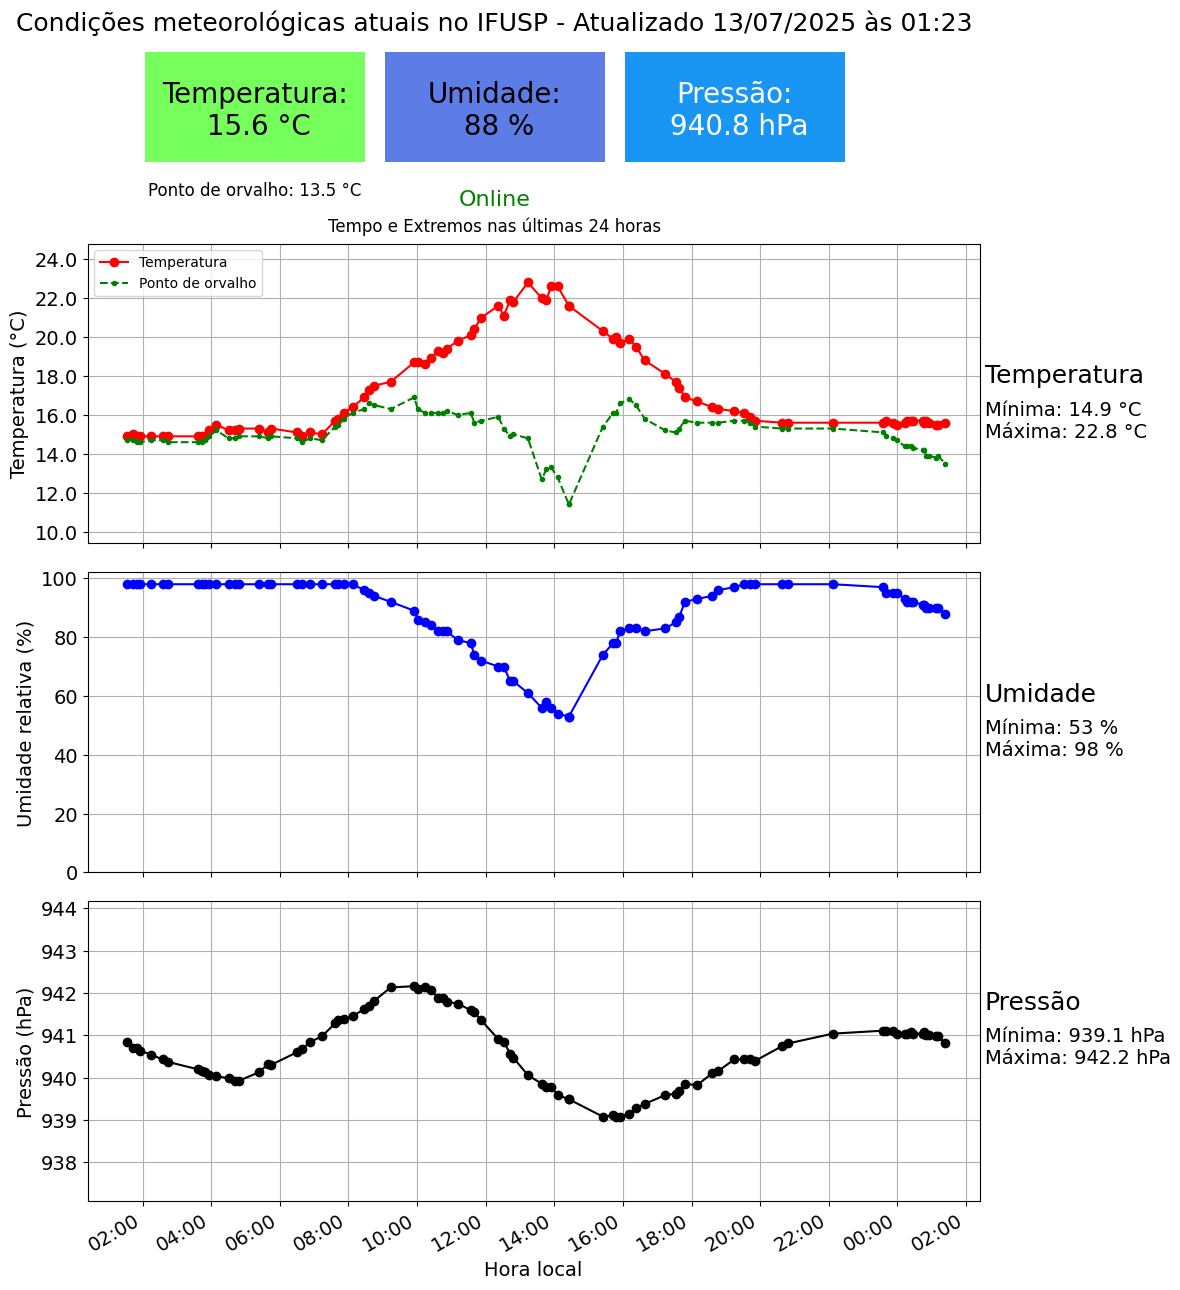 Condições meteorológicas atuais no IFUSP - Atualizado 13/07/2025 às 01:23
Temperatura:
15.6 °C
Umidade:
88 %
Pressão:
940.8 hPa
Ponto de orvalho: 13.5 °C
Online
Tempo e Extremos nas últimas 24 horas
Temperatura
Ponto de orvalho
Temperatura (°C)
24.0
22.0
20.0
18.0
16.0
14.0
12.0
10.0
Temperatura
Mínima: 14.9 °C
Máxima: 22.8 °C
Umidade relativa (%)
100
80
60
40
20
0
Umidade
Mínima: 53 %
Máxima: 98 %
Pressão (hPa)
944
943
942
941
940
939
938
Pressão
Mínima: 939.1 hPa
Máxima: 942.2 hPa
02:00 04:00 06:00 08:00 10:00 12:00 14:00 16:00 18:00 20:00 22:00 00:00 02:00
Hora local